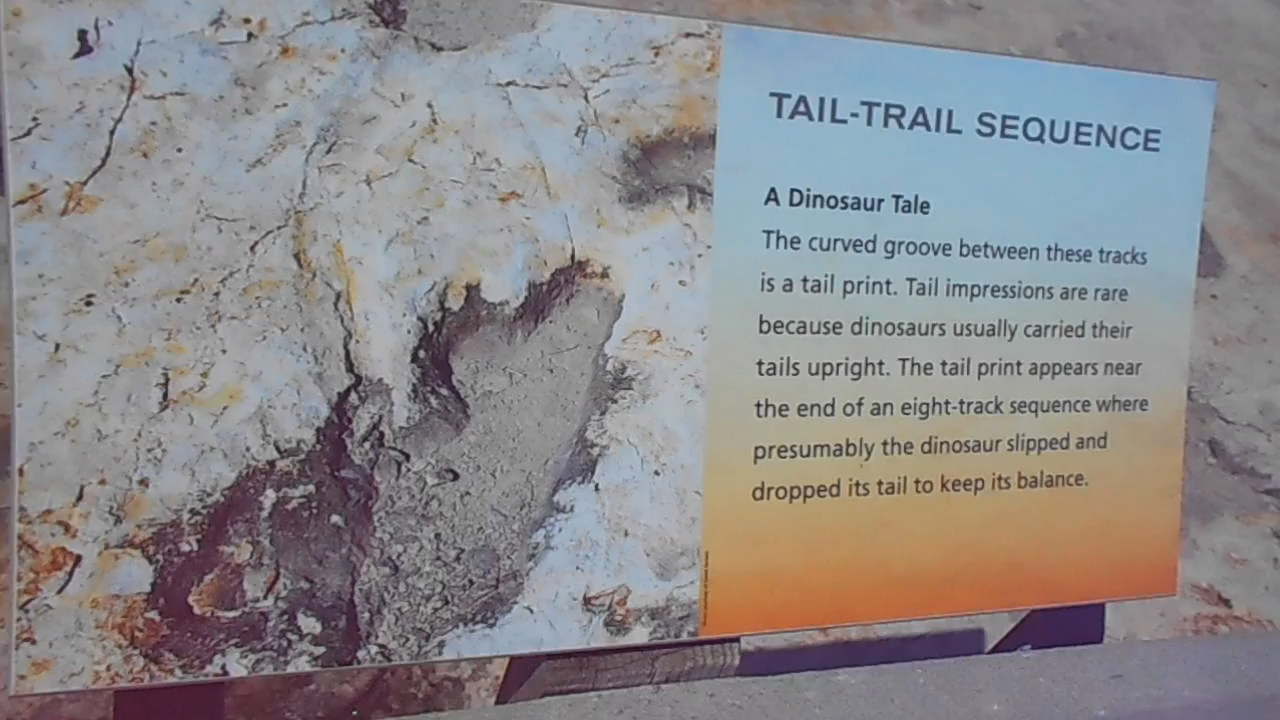 TAIL-TRAIL SEQUENCE
A Dinosaur Tale
The curved groove between these tracks
is a tail print. Tail impressions are rare
because dinosaurs usually carried their
tails upright. The tail print appears near
the end of an eight-track sequence where
presumably the dinosaur slipped and
dropped its tail to keep its balance.